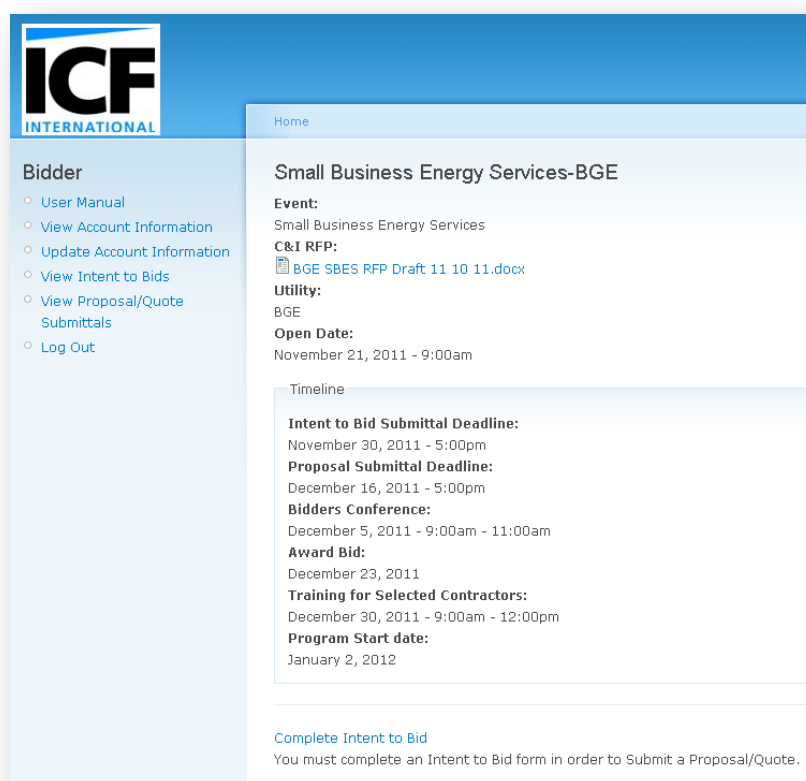 ICF
INTERNATIONAL
Home
Bidder
User Manual
View Account Information
Update Account Information
View Intent to Bids
View Proposal/Quote
Submittals
Log Out
Small Business Energy Services-BGE
Event:
Small Business Energy Services
C&I RFP:
BGE SBES RFP Draft 11 10 11.docx
Utility:
BGE
Open Date:
November 21, 2011 - 9:00am
Timeline
Intent to Bid Submittal Deadline:
November 30, 2011 - 5:00pm
Proposal Submittal Deadline:
December 16, 2011 - 5:00pm
Bidders Conference:
December 5, 2011 - 9:00am - 11:00am
Award Bid:
December 23, 2011
Training for Selected Contractors:
December 30, 2011 - 9:00am - 12:00pm
Program Start date:
January 2, 2012
Complete Intent to Bid
You must complete an Intent to Bid form in order to Submit a Proposal/Quote.